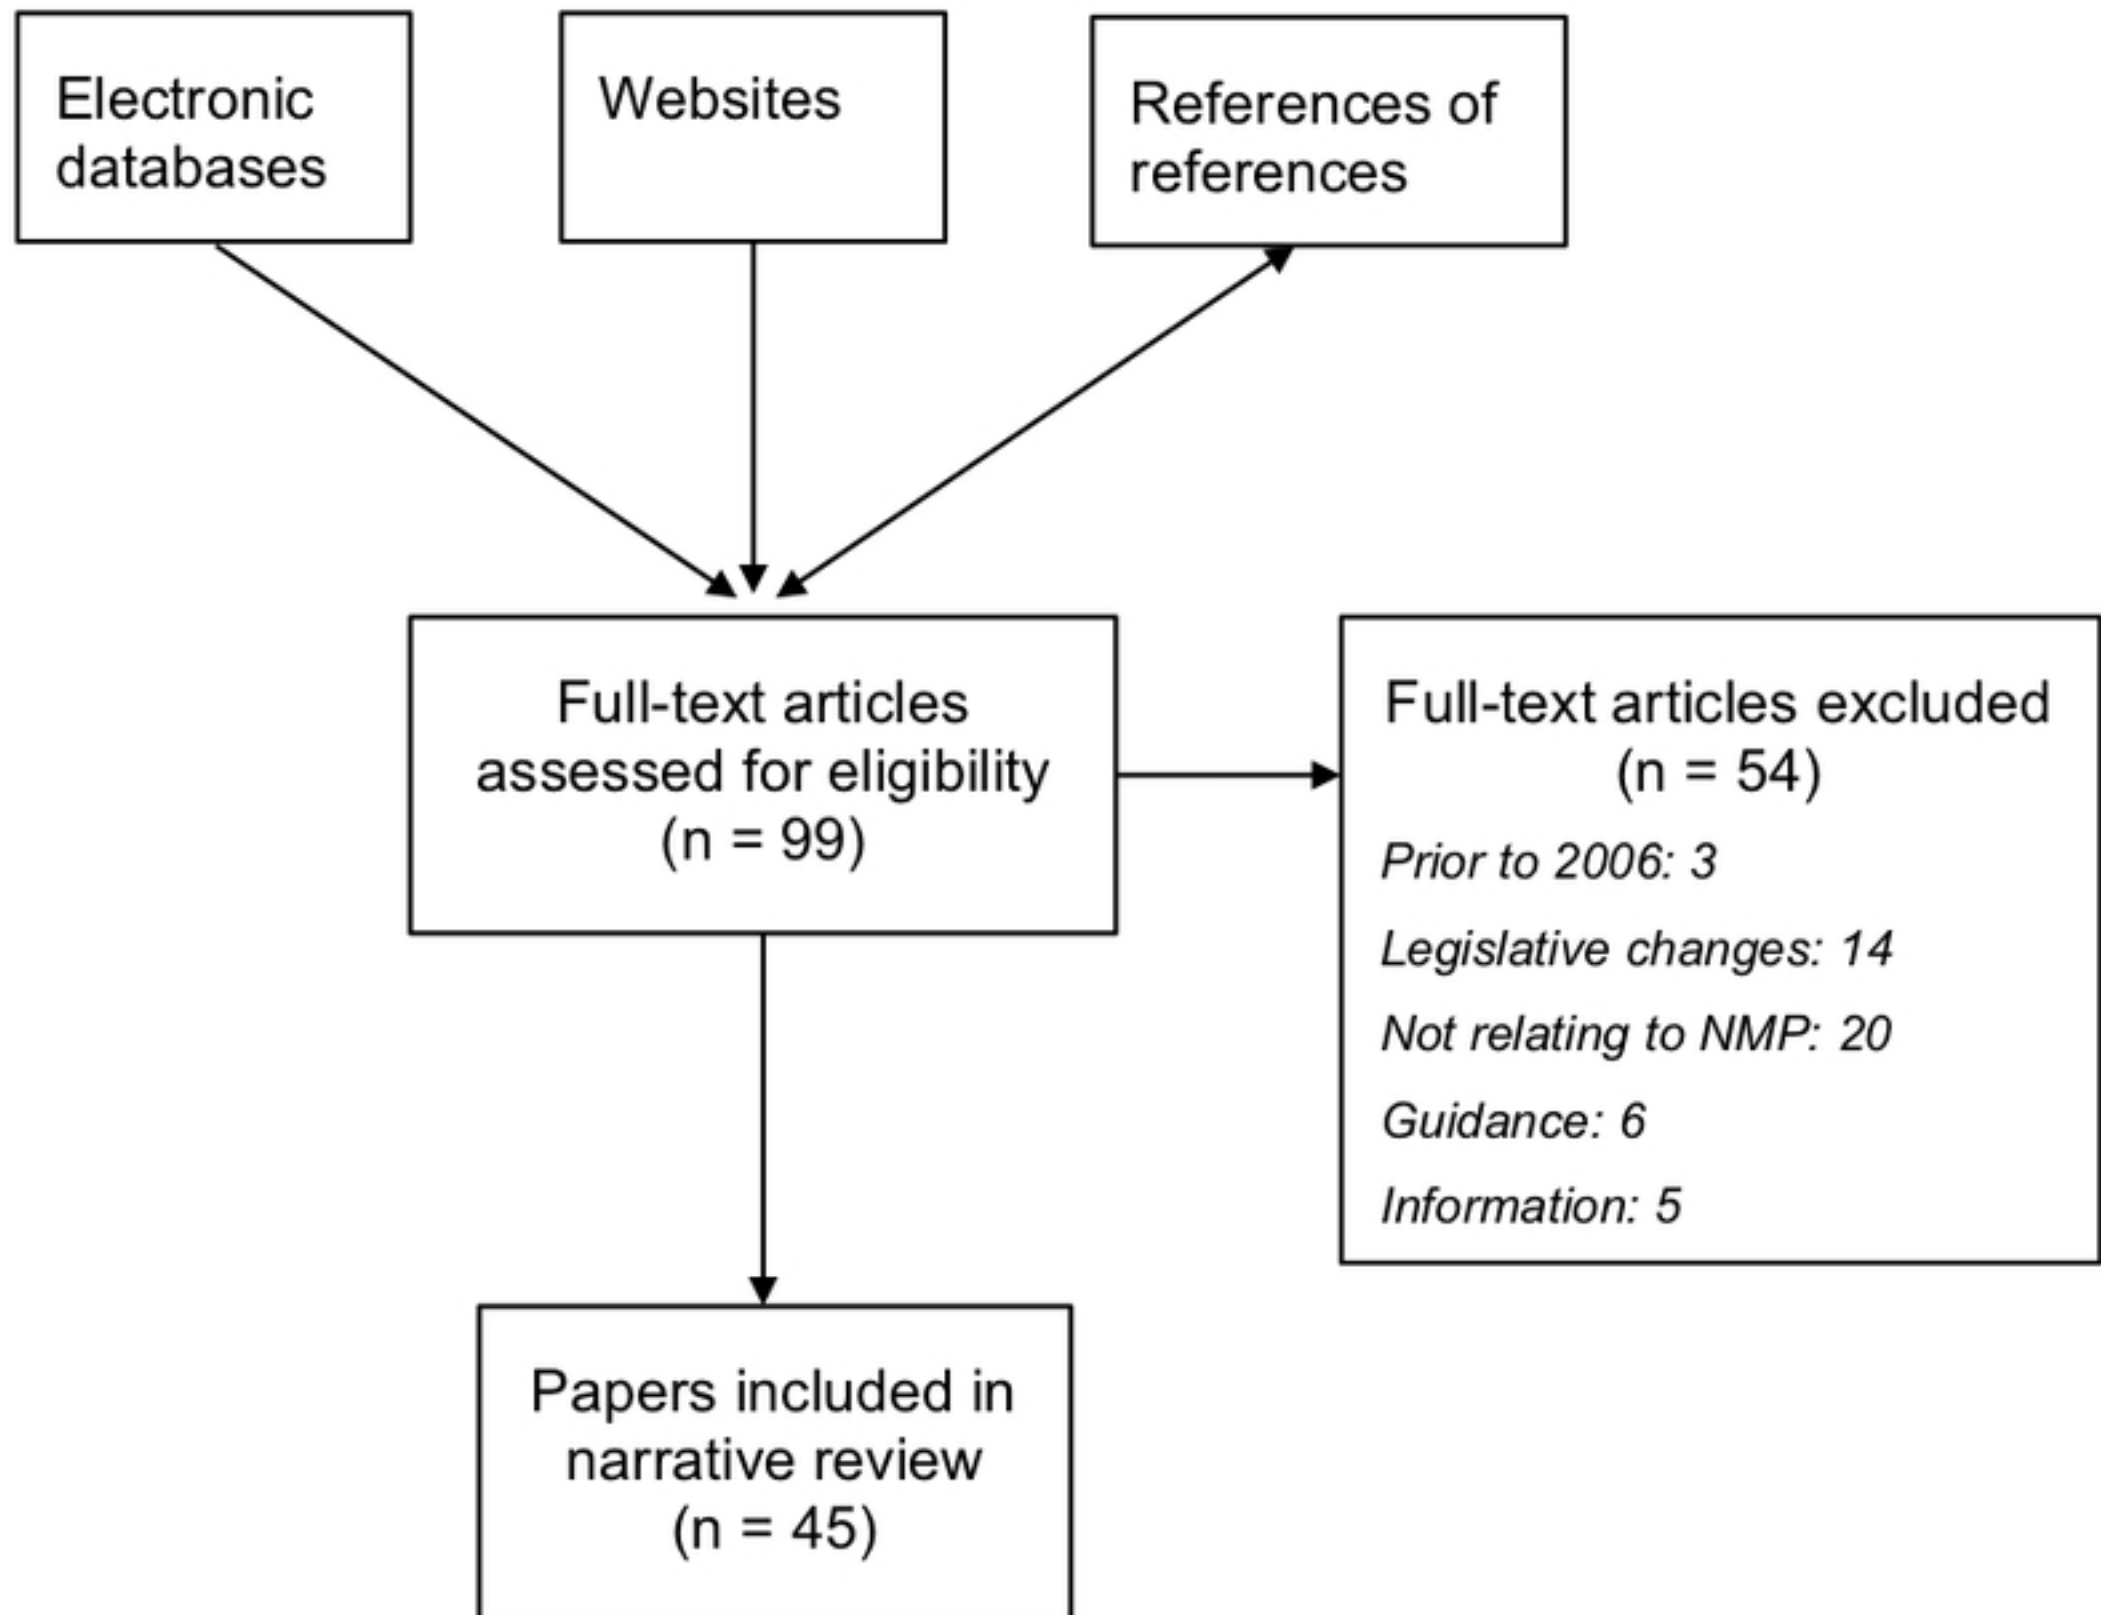 Electronic
databases
Websites
References of
references
Full-text articles
assessed for eligibility
(n = 99)
Full-text articles excluded
(n = 54)
Prior to 2006: 3
Legislative changes: 14
Not relating to NMP: 20
Guidance: 6
Information: 5
Papers included in
narrative review
(n = 45)